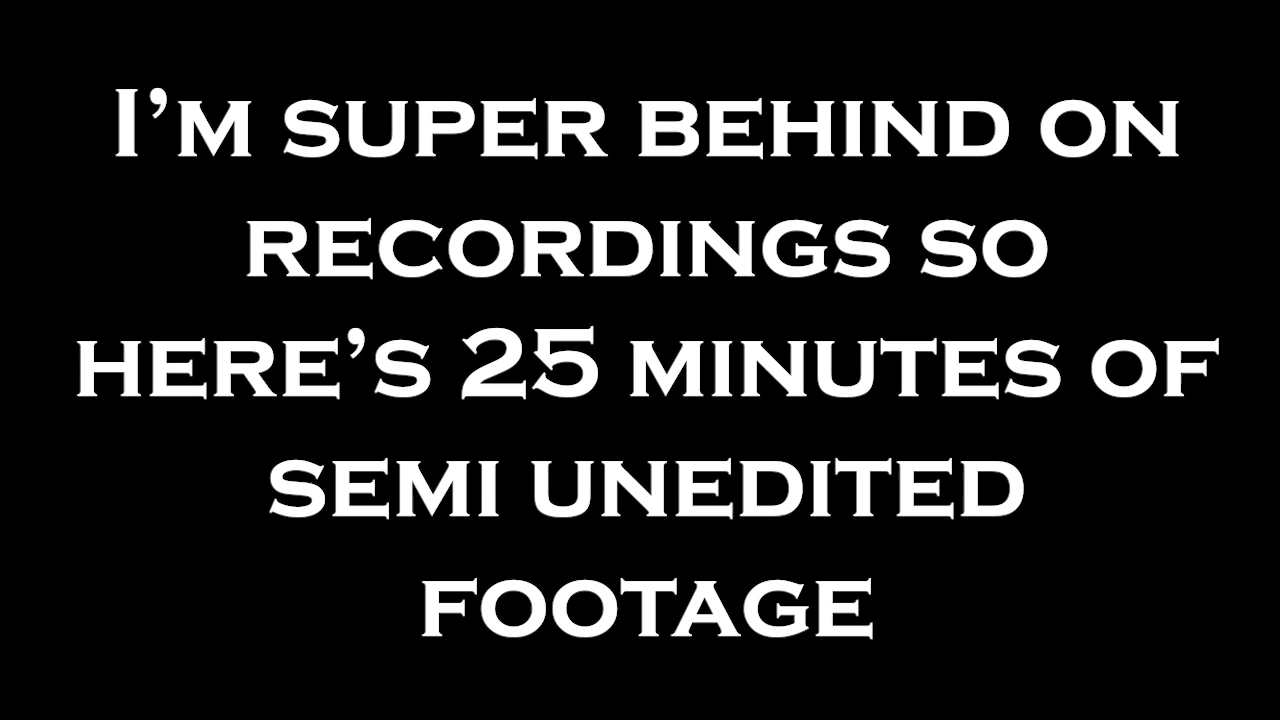 I'm super behind on
recordings so
here's 25 minutes of
semi unedited
footage